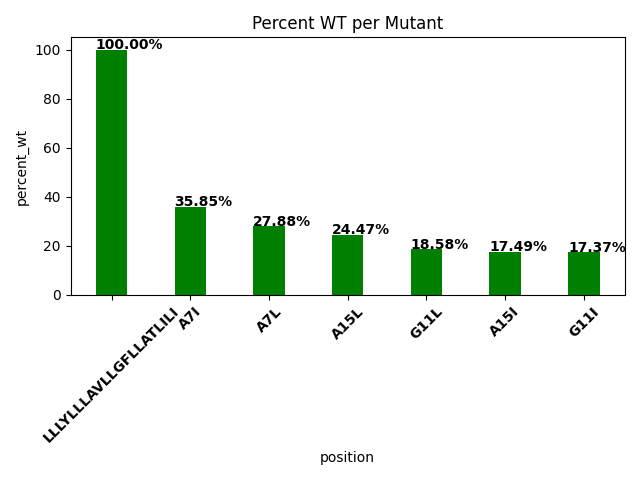 Percent WT per Mutant
percent_wt
100
80
60
40
20
0
100.00%
35.85%
27.88%
24.47%
18.58%
17.49%
17.37%
LLLYLLLAVLLGFLLATLILI
A7I
A7L
A15L
G11L
A15I
G11I
position